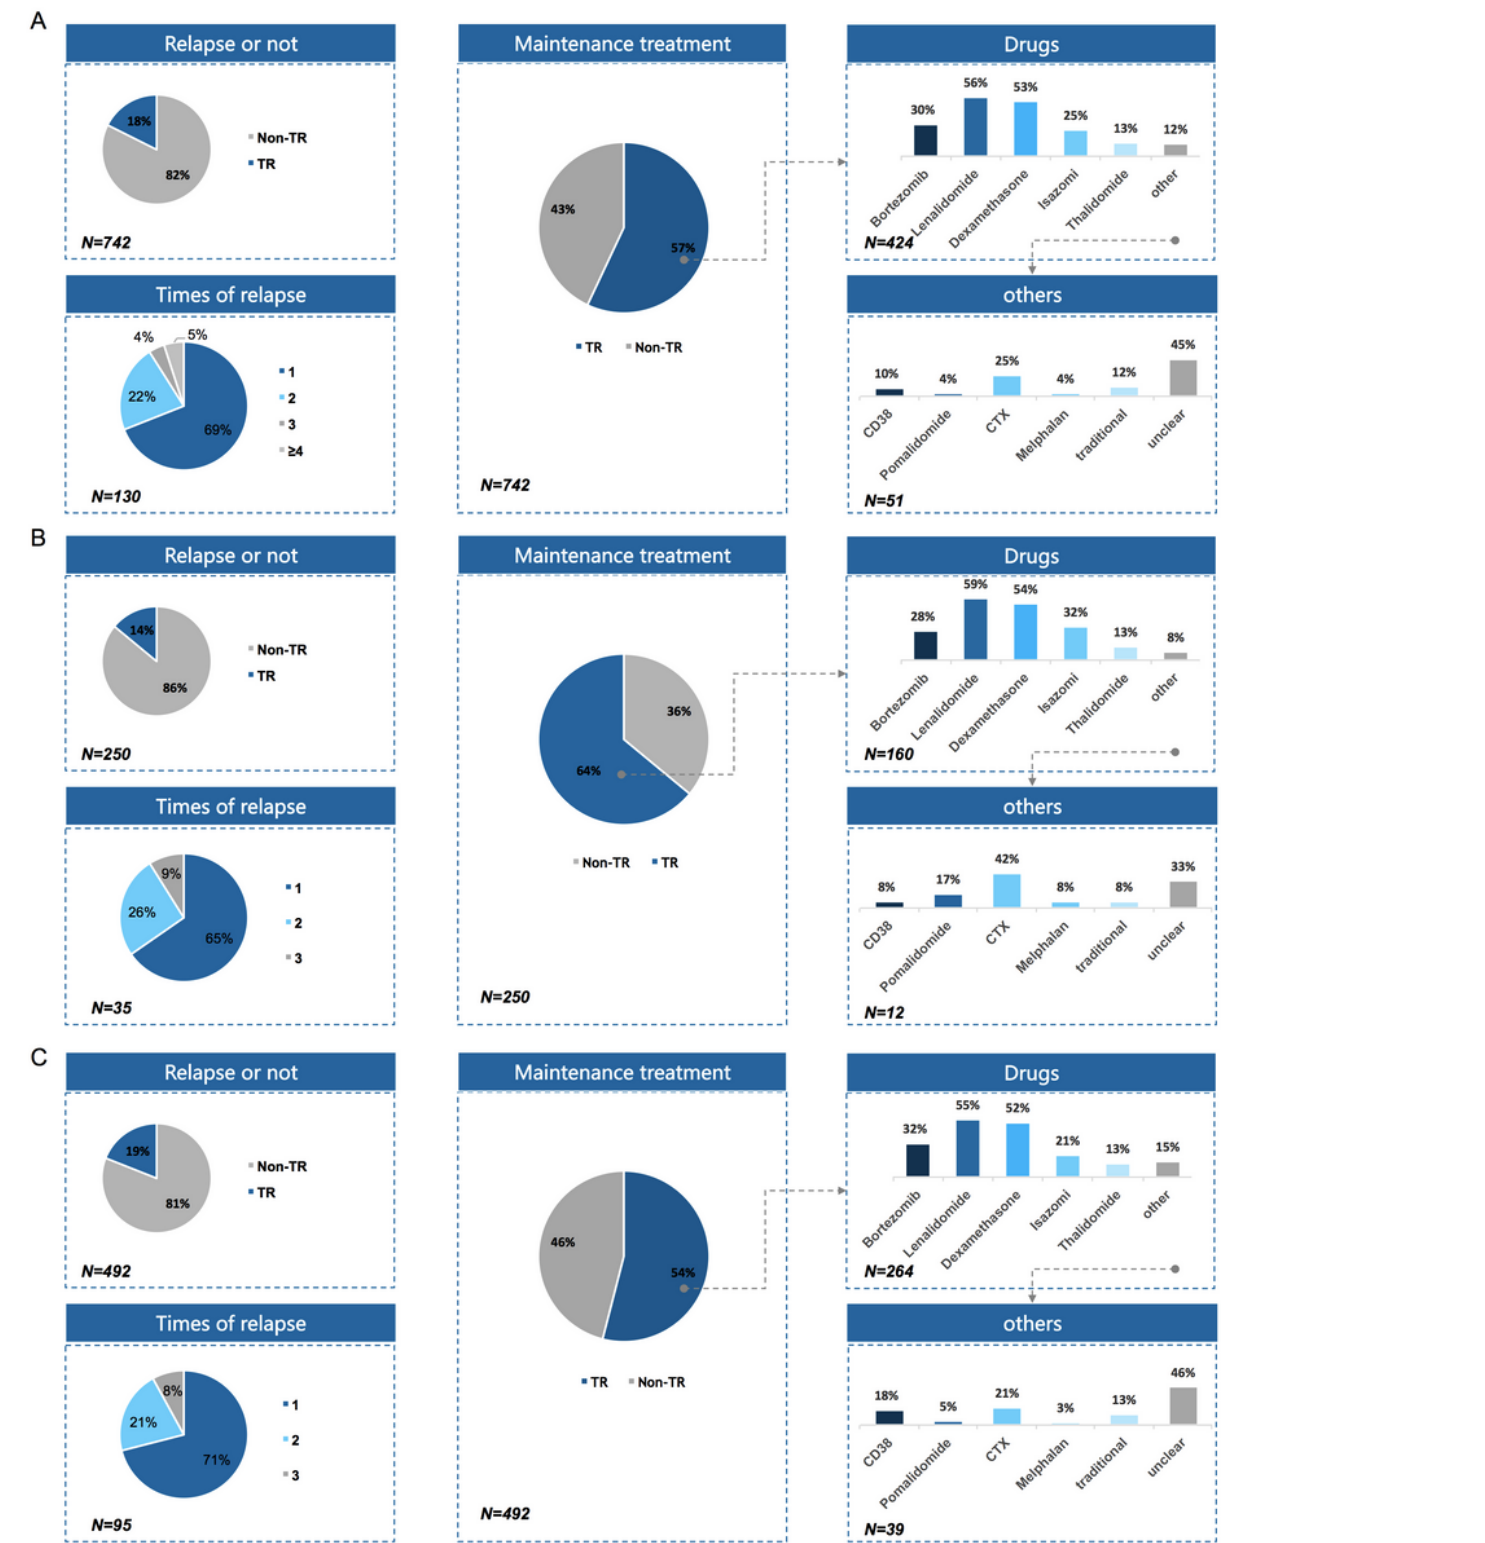 A
Relapse or not
18%
82%
Non-TR
TR
N=742
Times of relapse
4%
5%
22%
69%
1
2
3
≥4
N=130
Maintenance treatment
43%
57%
TR Non-TR
N=742
Drugs
30% 56% 53% 25% 13% 12%
Bortezomib Lenalidomide Dexamethasone Isazomi Thalidomide other
N=424
others
10% 4% 25% 4% 12% 45%
CD38 Pomalidomide CTX Melphalan traditional unclear
N=51
B
Relapse or not
14%
86%
Non-TR
TR
N=250
Times of relapse
9%
26%
65%
1
2
3
N=35
Maintenance treatment
36%
64%
Non-TR TR
N=250
Drugs
28% 59% 54% 32% 13% 8%
Bortezomib Lenalidomide Dexamethasone Isazomi Thalidomide other
N=160
others
8% 17% 42% 8% 8% 33%
CD38 Pomalidomide CTX Melphalan traditional unclear
N=12
C
Relapse or not
19%
81%
Non-TR
TR
N=492
Times of relapse
8%
21%
71%
1
2
3
N=95
Maintenance treatment
46%
54%
TR Non-TR
N=492
Drugs
32% 55% 52% 21% 13% 15%
Bortezomib Lenalidomide Dexamethasone Isazomi Thalidomide other
N=264
others
18% 5% 21% 3% 13% 46%
CD38 Pomalidomide CTX Melphalan traditional unclear
N=39